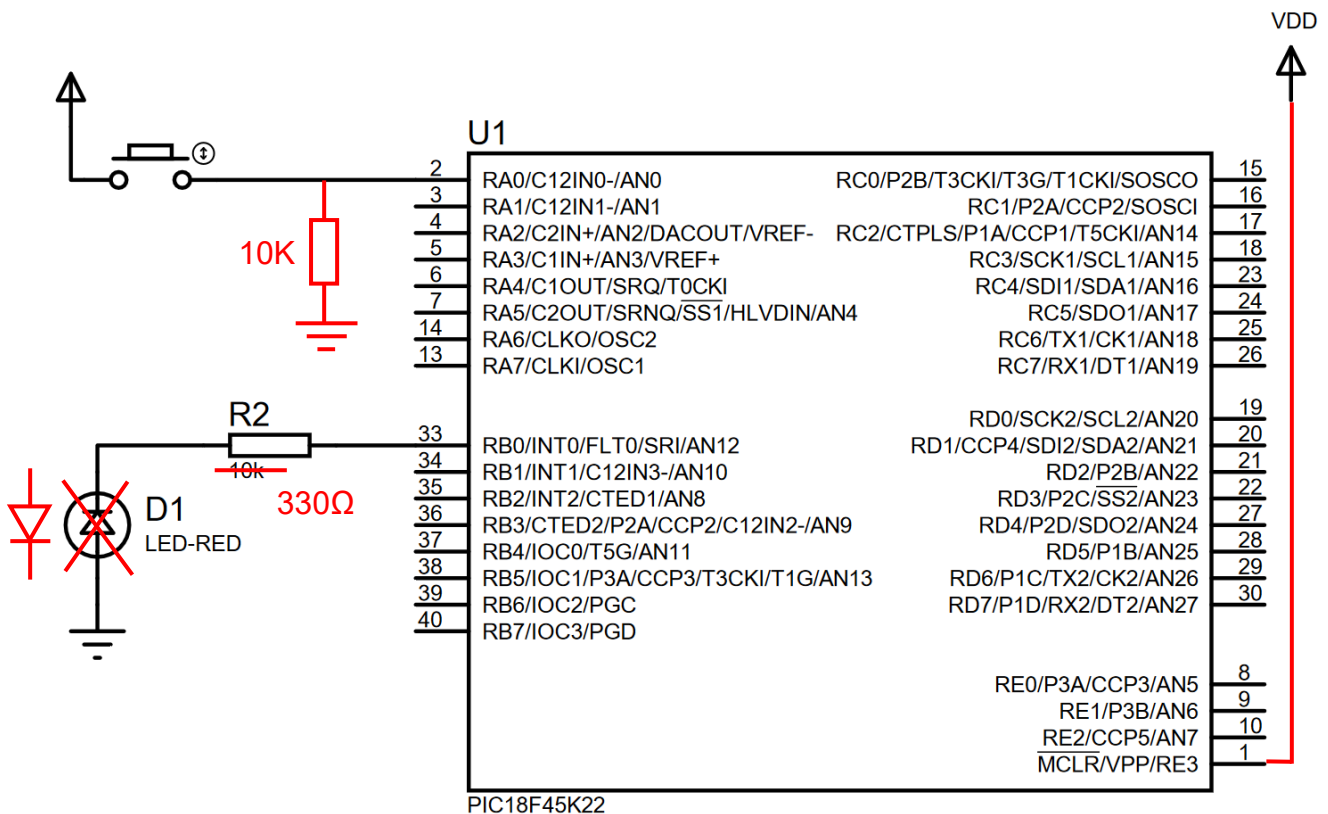 VDD
U1
2 RA0/C12IN0-/AN0
3 RA1/C12IN1-/AN1
4 RA2/C2IN+/AN2/DACOUT/VREF-
5 RA3/C1IN+/AN3/VREF+
6 RA4/C1OUT/SRQ/T0CKI
7 RA5/C2OUT/SRNQ/SS1/HLVDIN/AN4
14 RA6/CLKO/OSC2
13 RA7/CLKI/OSC1
10K
R2
10k
330Ω
33 RB0/INT0/FLT0/SRI/AN12
34 RB1/INT1/C12IN3-/AN10
35 RB2/INT2/CTED1/AN8
36 RB3/CTED2/P2A/CCP2/C12IN2-/AN9
37 RB4/IOC0/T5G/AN11
38 RB5/IOC1/P3A/CCP3/T3CKI/T1G/AN13
39 RB6/IOC2/PGC
40 RB7/IOC3/PGD
D1
LED-RED
RC0/P2B/T3CKI/T3G/T1CKI/SOSCO 15
RC1/P2A/CCP2/SOSCI 16
RC2/CTPLS/P1A/CCP1/T5CKI/AN14 17
RC3/SCK1/SCL1/AN15 18
RC4/SDI1/SDA1/AN16 23
RC5/SDO1/AN17 24
RC6/TX1/CK1/AN18 25
RC7/RX1/DT1/AN19 26
RD0/SCK2/SCL2/AN20 19
RD1/CCP4/SDI2/SDA2/AN21 20
RD2/P2B/AN22 21
RD3/P2C/SS2/AN23 22
RD4/P2D/SDO2/AN24 27
RD5/P1B/AN25 28
RD6/P1C/TX2/CK2/AN26 29
RD7/P1D/RX2/DT2/AN27 30
RE0/P3A/CCP3/AN5 8
RE1/P3B/AN6 9
RE2/CCP5/AN7 10
MCLR/VPP/RE3 1
PIC18F45K22